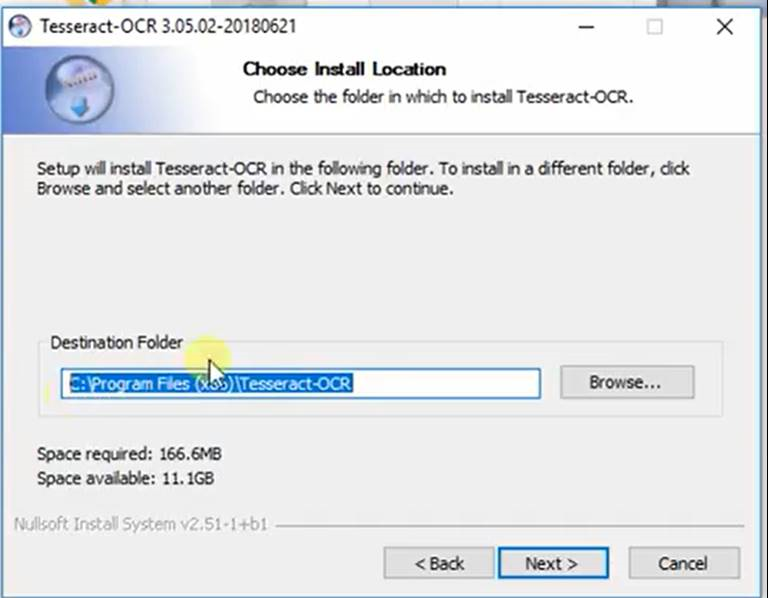 Tesseract-OCR 3.05.02-20180621
Choose Install Location
Choose the folder in which to install Tesseract-OCR.
Setup will install Tesseract-OCR in the following folder. To install in a different folder, click
Browse and select another folder. Click Next to continue.
Destination Folder
C:\Program Files (x86)\Tesseract-OCR
Browse...
Space required: 166.6MB
Space available: 11.1GB
Nullsoft Install System v2.51-1+b1
< Back
Next >
Cancel